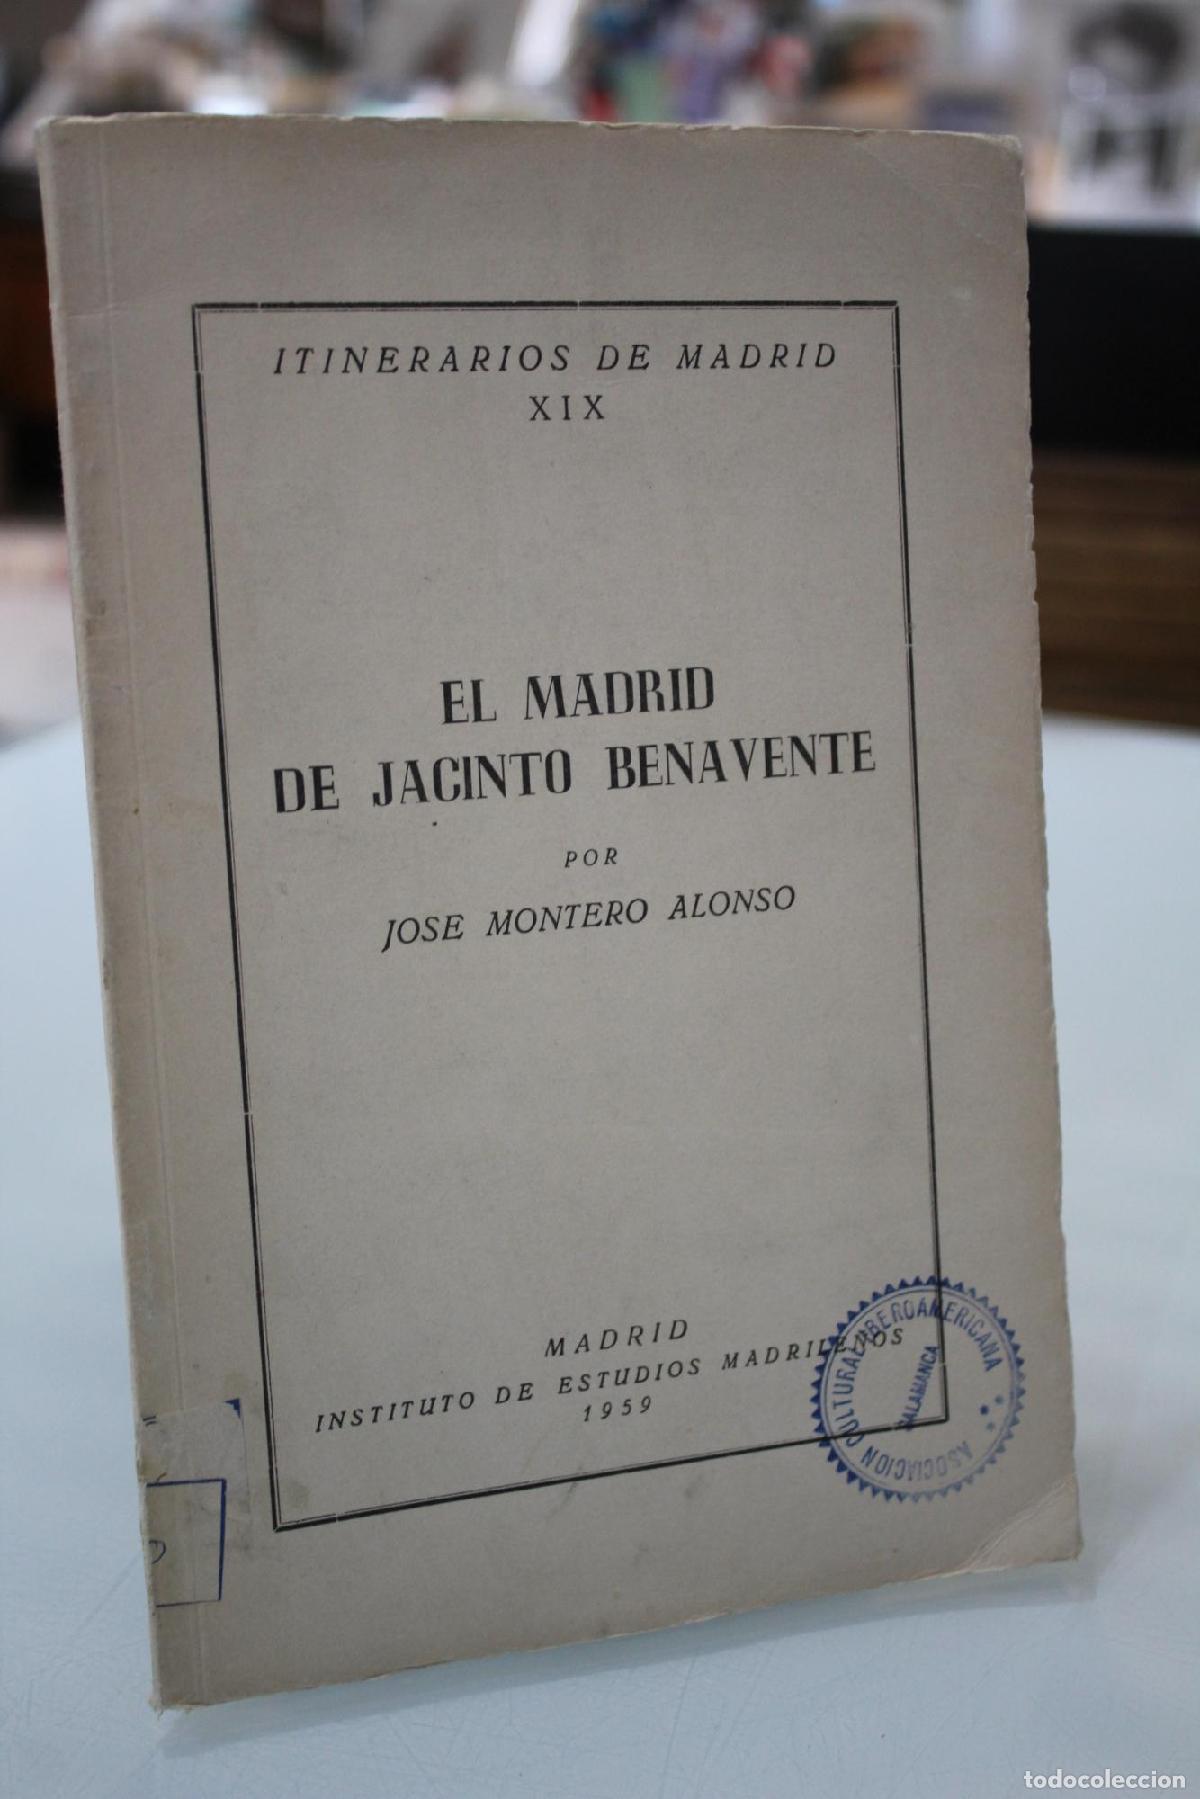 ITINERARIOS DE MADRID
XIX
EL MADRID
DE JACINTO BENAVENTE
POR
JOSE MONTERO ALONSO
MADRID
INSTITUTO DE ESTUDIOS MADRILEÑOS
1959
ASOCIACION CULTURAL IBEROAMERICANA
SALAMANCA
todocoleccion